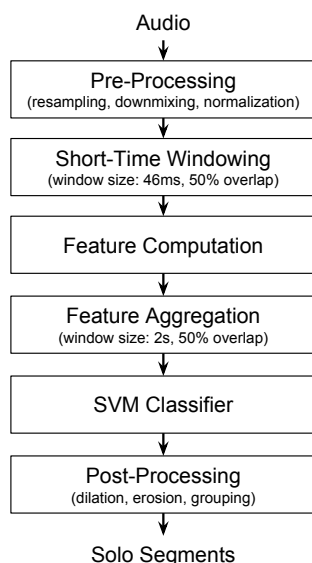 Audio
Pre-Processing
(resampling, downmixing, normalization)
Short-Time Windowing
(window size: 46ms, 50% overlap)
Feature Computation
Feature Aggregation
(window size: 2s, 50% overlap)
SVM Classifier
Post-Processing
(dilation, erosion, grouping)
Solo Segments